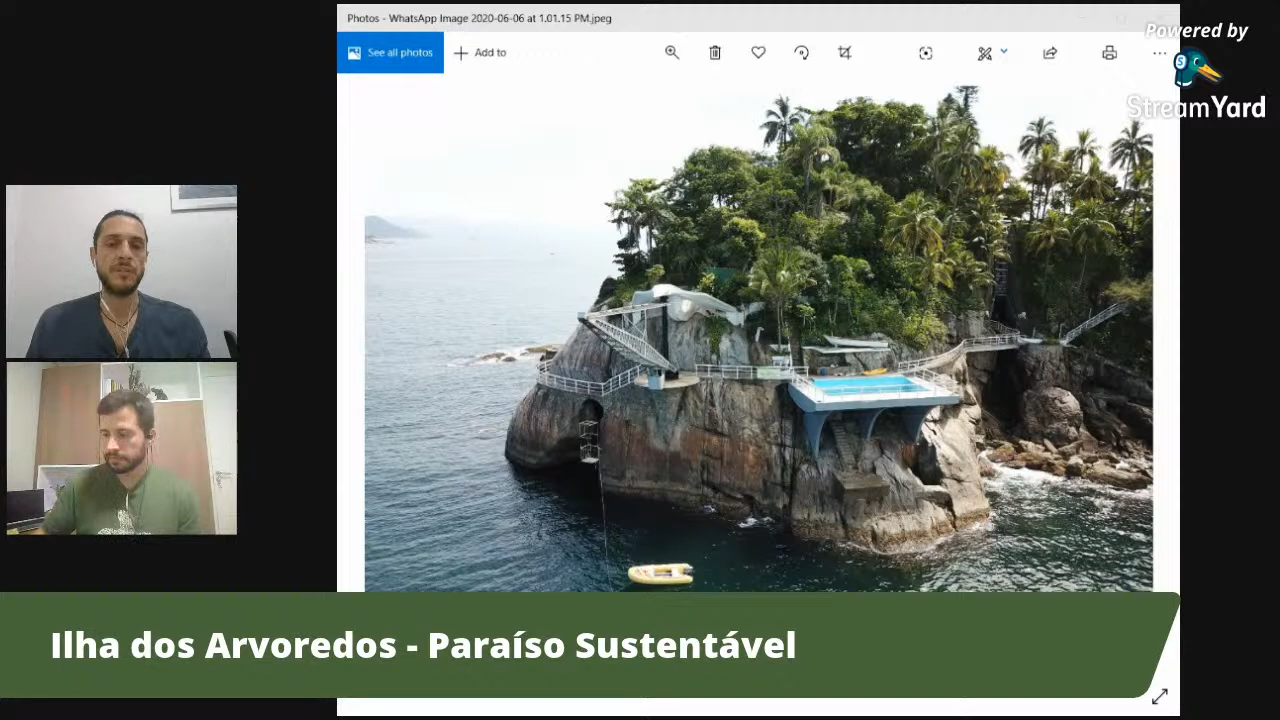 Photos - WhatsApp Image 2020-06-06 at 1.01.15 PM.jpeg
See all photos
Add to
Powered by
StreamYard
Ilha dos Arvoredos - Paraíso Sustentável